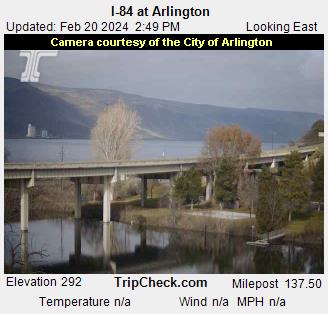 I-84 at Arlington
Updated: Feb 20 2024 2:49 PM Looking East
Camera courtesy of the City of Arlington
Elevation 292 TripCheck.com Milepost 137.50
Temperature n/a Wind n/a MPH n/a